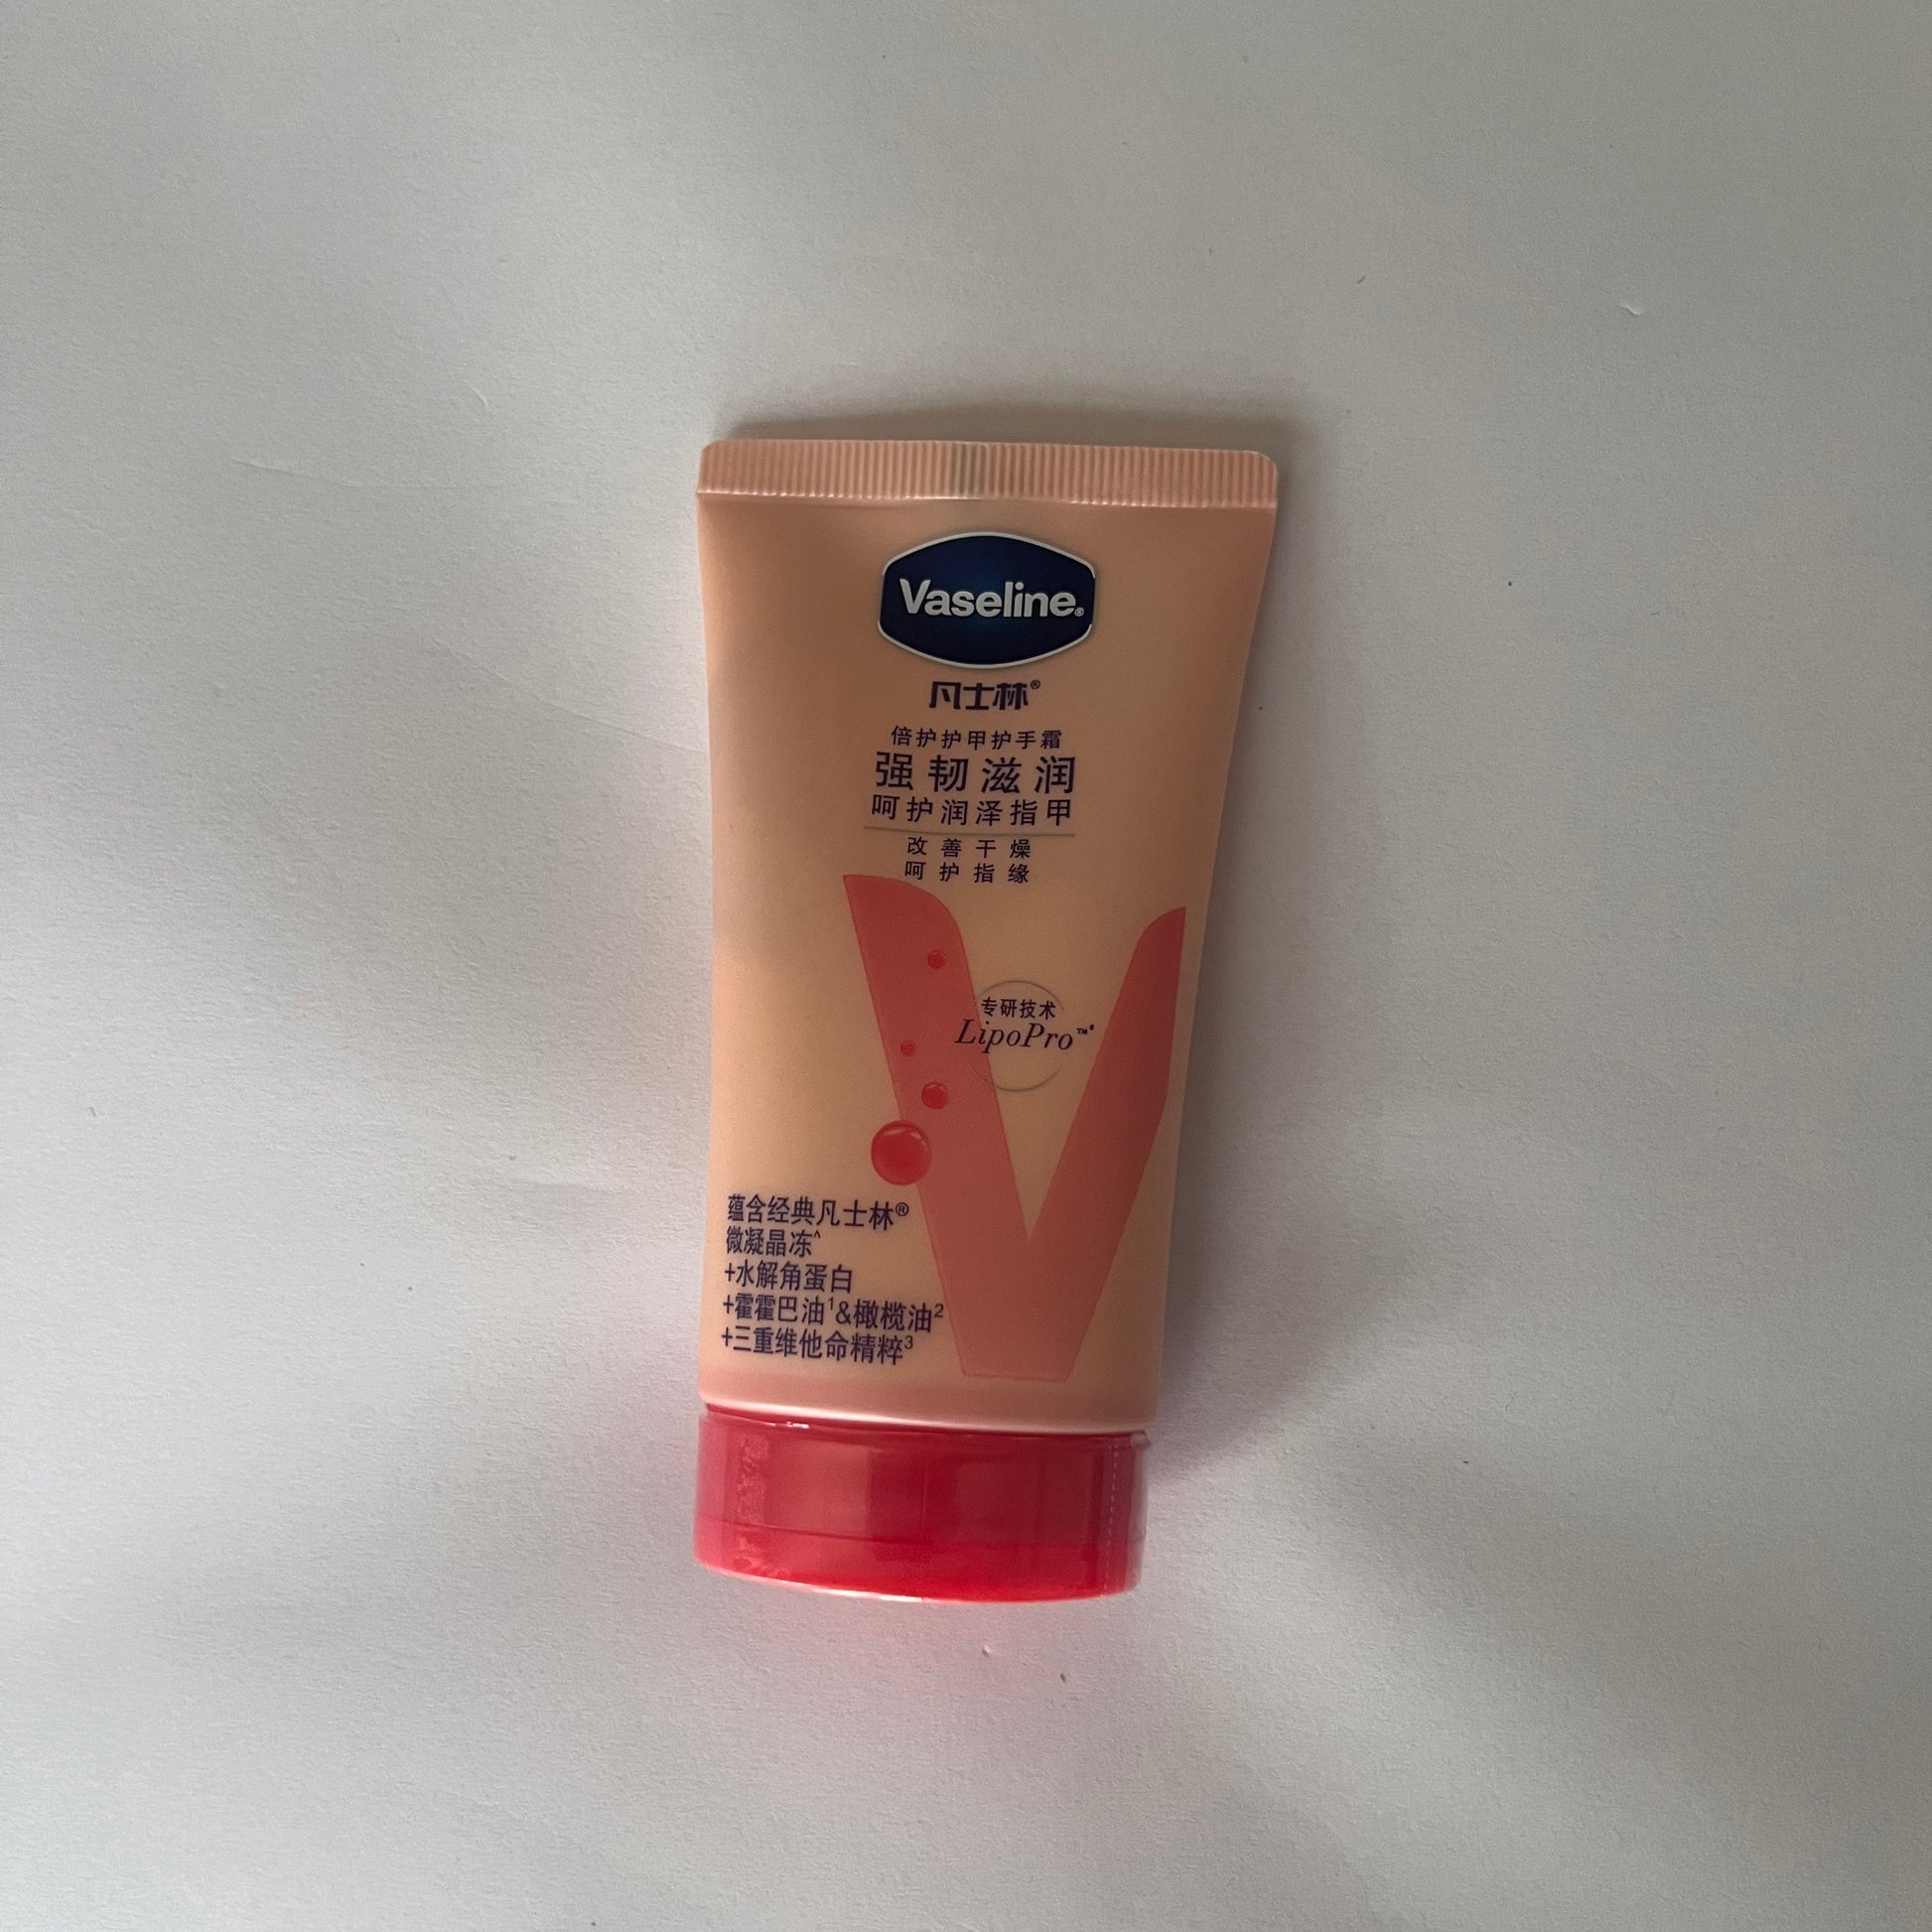 Vaseline®
凡士林®
倍护护甲护手霜
强韧滋润
呵护润泽指甲
改善干燥
呵护指缘
专研技术
LipoPro™
蕴含经典凡士林®
微凝晶冻^
+水解角蛋白
+霍霍巴油¹&橄榄油²
+三重维他命精粹³